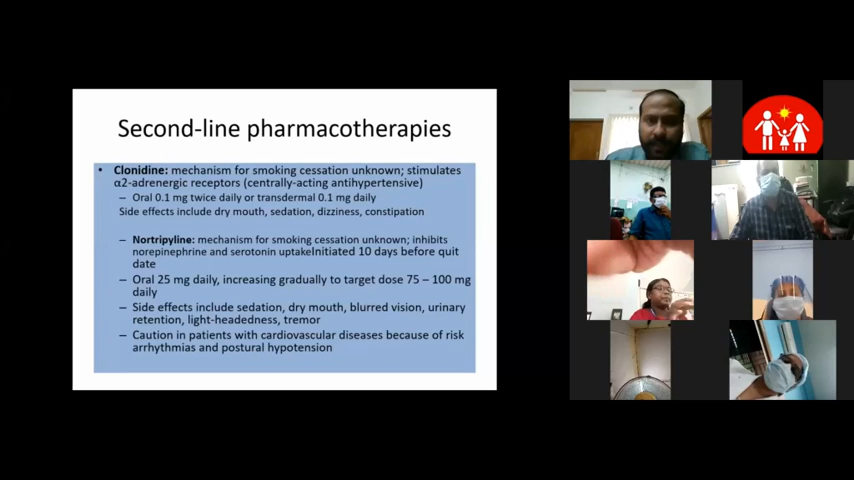 Second-line pharmacotherapies
• Clonidine: mechanism for smoking cessation unknown; stimulates
α2-adrenergic receptors (centrally-acting antihypertensive)
– Oral 0.1 mg twice daily or transdermal 0.1 mg daily
Side effects include dry mouth, sedation, dizziness, constipation
– Nortripyline: mechanism for smoking cessation unknown; inhibits
norepinephrine and serotonin uptakeInitiated 10 days before quit
date
– Oral 25 mg daily, increasing gradually to target dose 75 – 100 mg
daily
– Side effects include sedation, dry mouth, blurred vision, urinary
retention, light-headedness, tremor
– Caution in patients with cardiovascular diseases because of risk
arrhythmias and postural hypotension